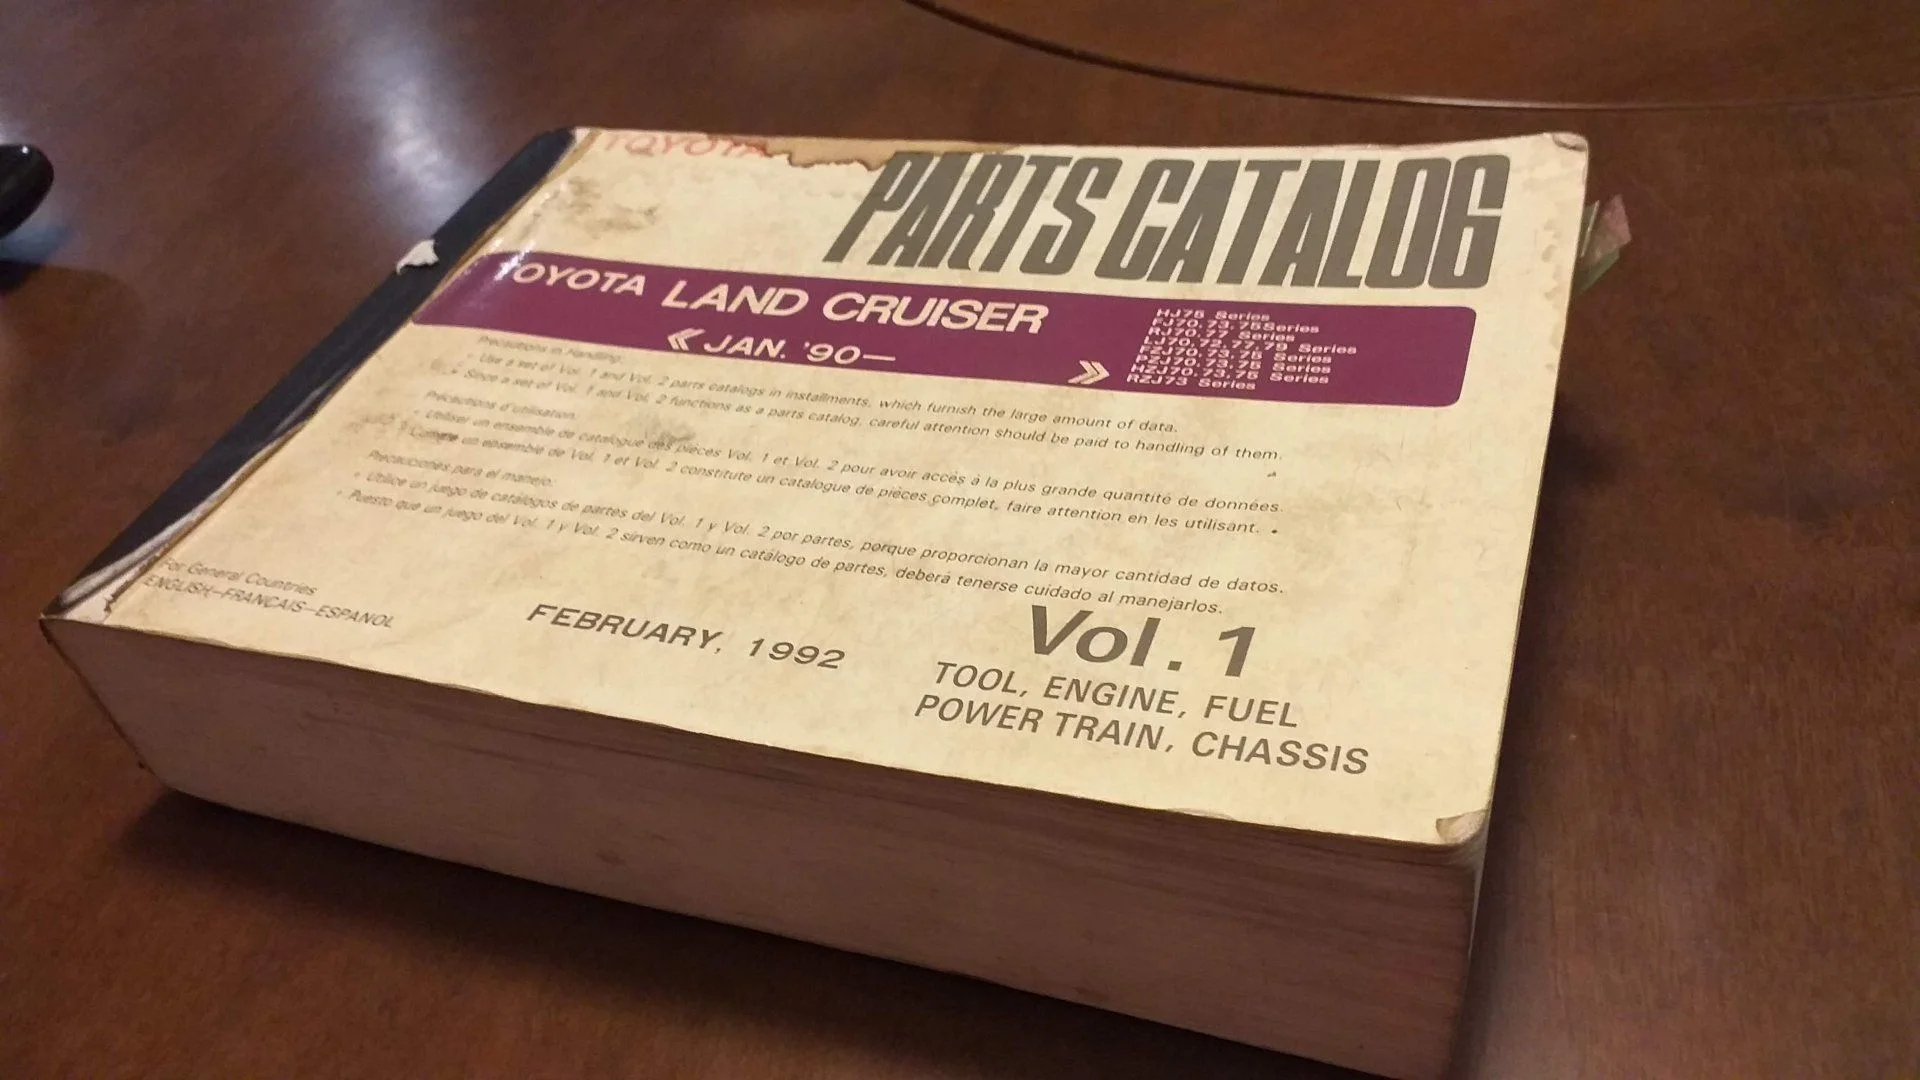 TOYOTA
PARTS CATALOG
TOYOTA LAND CRUISER
≪ JAN. '90— ≫
HJ75 Series
FJ70.73.75Series
RJ70.77 Series
LJ70.72.77.79 Series
FZJ70.73.75 Series
PZJ70.73.75 Series
HZJ70.73.75 Series
RZJ73 Series
Precautions in Handling:
• Use a set of Vol. 1 and Vol. 2 parts catalogs in installments, which furnish the large amount of data.
• Since a set of Vol. 1 and Vol. 2 functions as a parts catalog, careful attention should be paid to handling of them.
Précautions d'utilisation:
• Utiliser un ensemble de catalogue des pièces Vol. 1 et Vol. 2 pour avoir accès à la plus grande quantité de données.
• Compte un ensemble de Vol. 1 et Vol. 2 constitute un catalogue de pièces complet, faire attention en les utilisant.
Precauciones para el manejo:
• Utilice un juego de catálogos de partes del Vol. 1 y Vol. 2 por partes, porque proporcionan la mayor cantidad de datos.
• Puesto que un juego del Vol. 1 y Vol. 2 sirven como un catálogo de partes, deberá tenerse cuidado al manejarlos.
For General Countries
ENGLISH—FRANCAIS—ESPANOL
FEBRUARY, 1992
Vol. 1
TOOL, ENGINE, FUEL
POWER TRAIN, CHASSIS